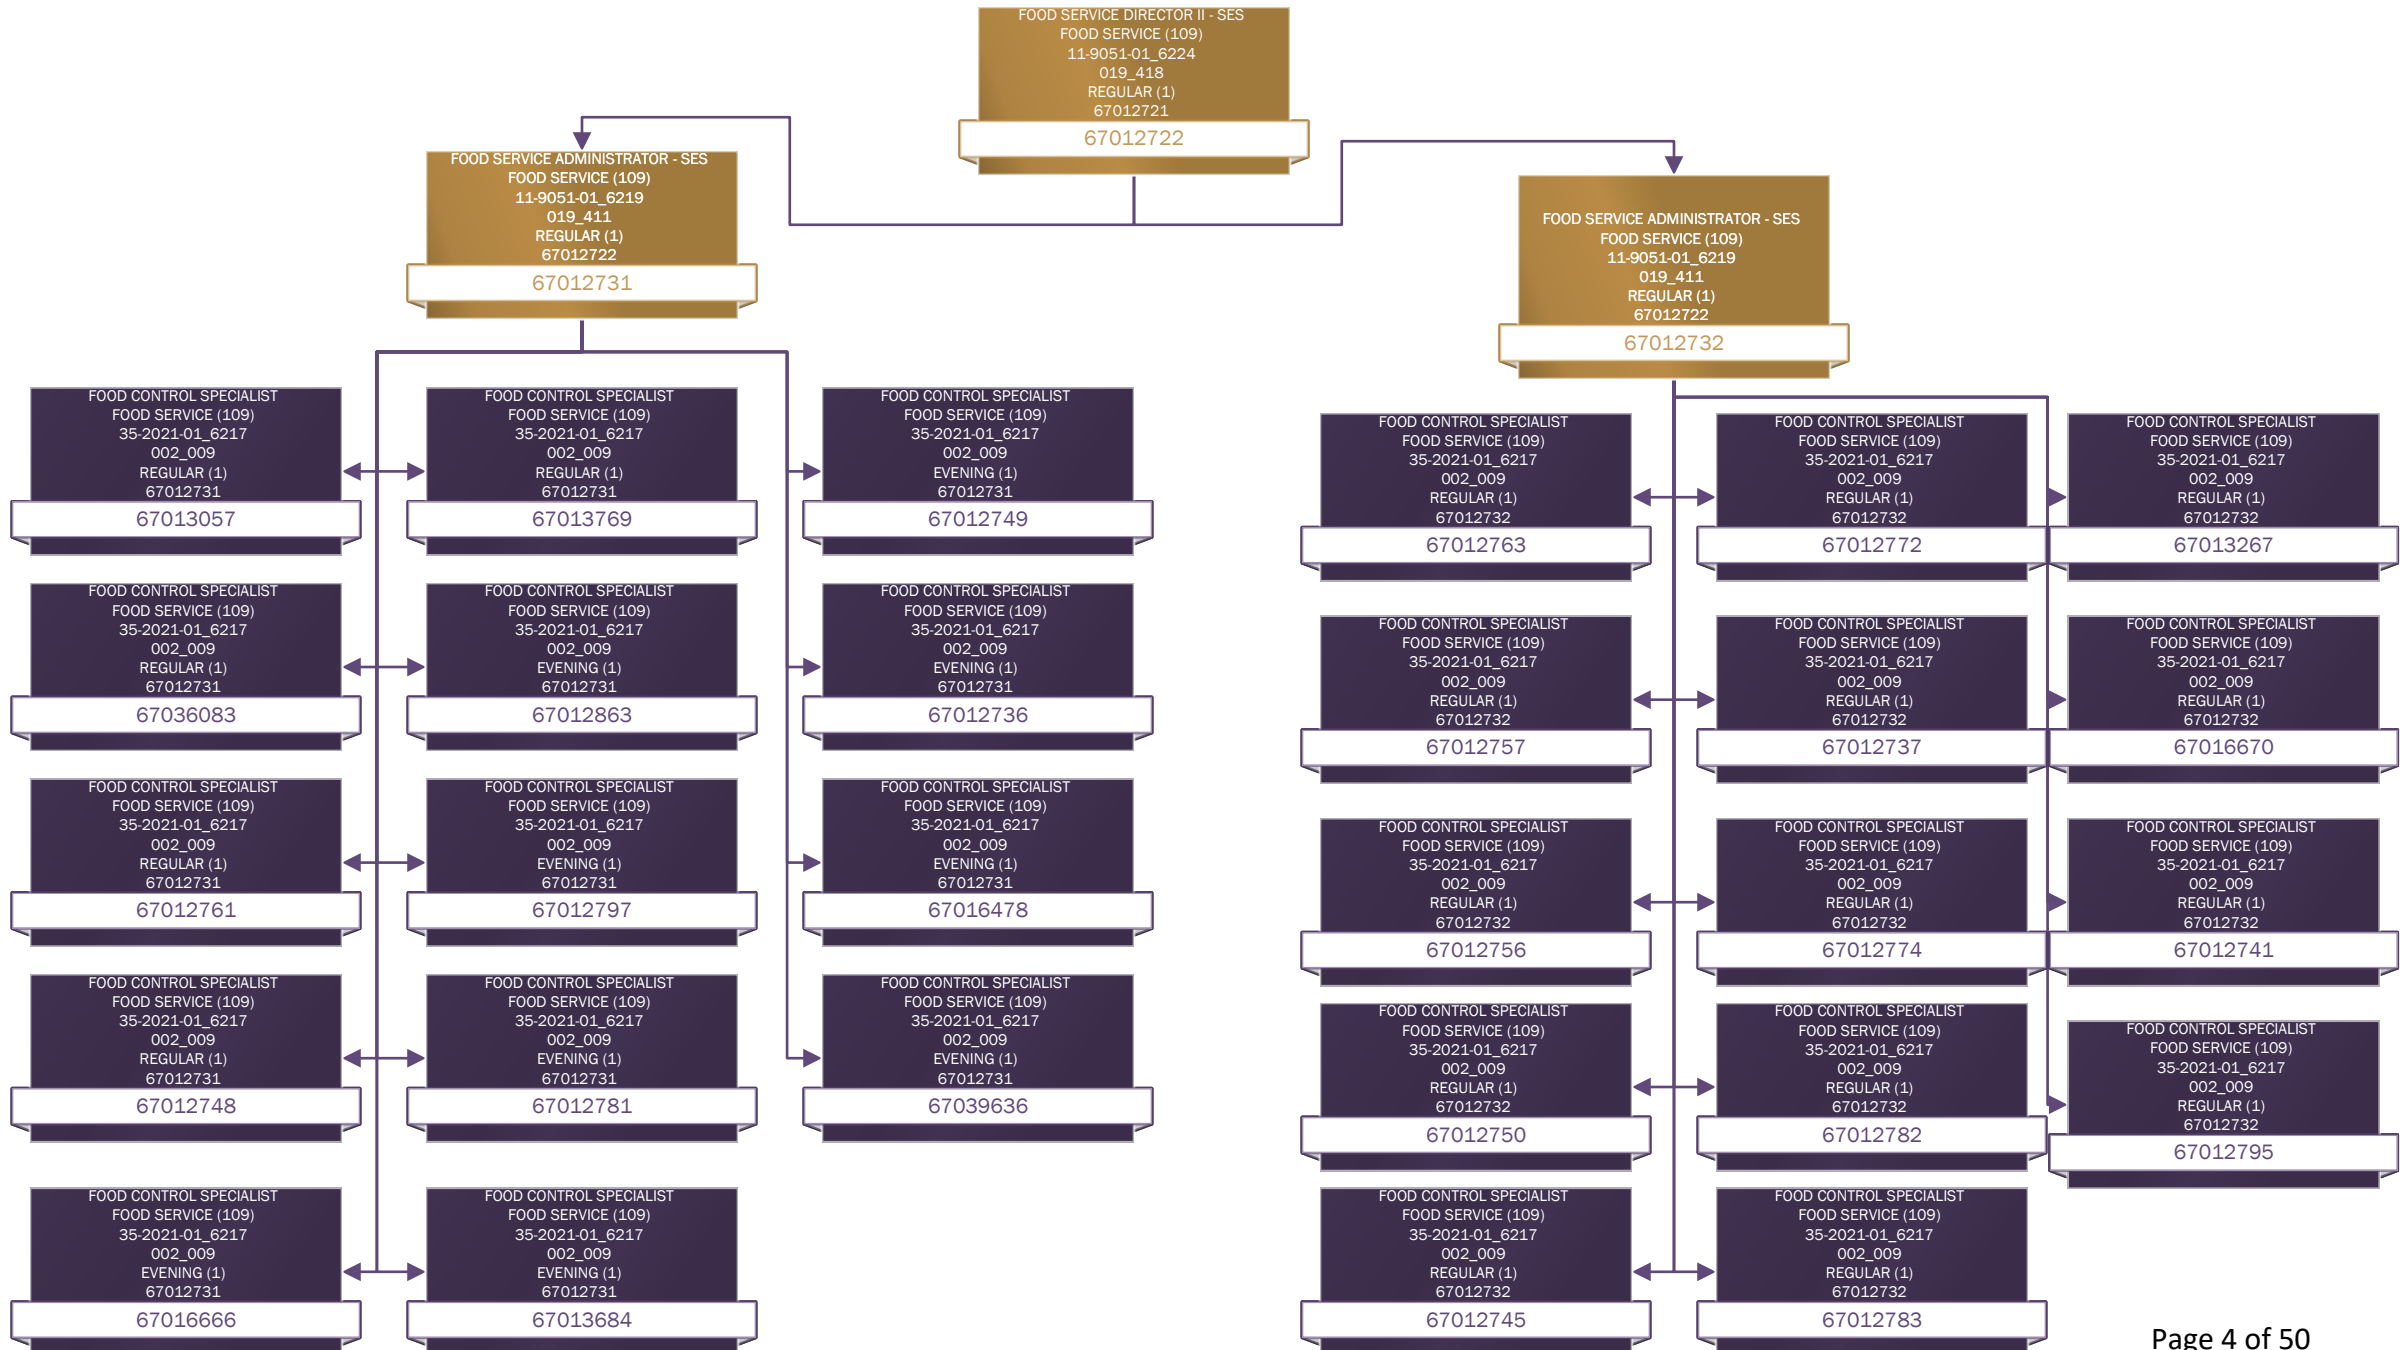 FOOD SERVICE DIRECTOR II - SES
FOOD SERVICE (109)
11-9051-01_6224
019_418
REGULAR (1)
67012721
67012722
FOOD SERVICE ADMINISTRATOR - SES
FOOD SERVICE (109)
11-9051-01_6219
019_411
REGULAR (1)
67012722
67012731
FOOD SERVICE ADMINISTRATOR - SES
FOOD SERVICE (109)
11-9051-01_6219
019_411
REGULAR (1)
67012722
67012732
FOOD CONTROL SPECIALIST
FOOD SERVICE (109)
35-2021-01_6217
002_009
REGULAR (1)
67012731
67013057
FOOD CONTROL SPECIALIST
FOOD SERVICE (109)
35-2021-01_6217
002_009
REGULAR (1)
67012731
67013769
FOOD CONTROL SPECIALIST
FOOD SERVICE (109)
35-2021-01_6217
002_009
EVENING (1)
67012731
67012749
FOOD CONTROL SPECIALIST
FOOD SERVICE (109)
35-2021-01_6217
002_009
REGULAR (1)
67012731
67036083
FOOD CONTROL SPECIALIST
FOOD SERVICE (109)
35-2021-01_6217
002_009
EVENING (1)
67012731
67012863
FOOD CONTROL SPECIALIST
FOOD SERVICE (109)
35-2021-01_6217
002_009
EVENING (1)
67012731
67012736
FOOD CONTROL SPECIALIST
FOOD SERVICE (109)
35-2021-01_6217
002_009
REGULAR (1)
67012731
67012761
FOOD CONTROL SPECIALIST
FOOD SERVICE (109)
35-2021-01_6217
002_009
EVENING (1)
67012731
67012797
FOOD CONTROL SPECIALIST
FOOD SERVICE (109)
35-2021-01_6217
002_009
EVENING (1)
67012731
67016478
FOOD CONTROL SPECIALIST
FOOD SERVICE (109)
35-2021-01_6217
002_009
REGULAR (1)
67012731
67012748
FOOD CONTROL SPECIALIST
FOOD SERVICE (109)
35-2021-01_6217
002_009
EVENING (1)
67012731
67012781
FOOD CONTROL SPECIALIST
FOOD SERVICE (109)
35-2021-01_6217
002_009
EVENING (1)
67012731
67039636
FOOD CONTROL SPECIALIST
FOOD SERVICE (109)
35-2021-01_6217
002_009
EVENING (1)
67012731
67016666
FOOD CONTROL SPECIALIST
FOOD SERVICE (109)
35-2021-01_6217
002_009
EVENING (1)
67012731
67013684
FOOD CONTROL SPECIALIST
FOOD SERVICE (109)
35-2021-01_6217
002_009
REGULAR (1)
67012732
67012763
FOOD CONTROL SPECIALIST
FOOD SERVICE (109)
35-2021-01_6217
002_009
REGULAR (1)
67012732
67012772
FOOD CONTROL SPECIALIST
FOOD SERVICE (109)
35-2021-01_6217
002_009
REGULAR (1)
67012732
67013267
FOOD CONTROL SPECIALIST
FOOD SERVICE (109)
35-2021-01_6217
002_009
REGULAR (1)
67012732
67012757
FOOD CONTROL SPECIALIST
FOOD SERVICE (109)
35-2021-01_6217
002_009
REGULAR (1)
67012732
67012737
FOOD CONTROL SPECIALIST
FOOD SERVICE (109)
35-2021-01_6217
002_009
REGULAR (1)
67012732
67016670
FOOD CONTROL SPECIALIST
FOOD SERVICE (109)
35-2021-01_6217
002_009
REGULAR (1)
67012732
67012756
FOOD CONTROL SPECIALIST
FOOD SERVICE (109)
35-2021-01_6217
002_009
REGULAR (1)
67012732
67012774
FOOD CONTROL SPECIALIST
FOOD SERVICE (109)
35-2021-01_6217
002_009
REGULAR (1)
67012732
67012741
FOOD CONTROL SPECIALIST
FOOD SERVICE (109)
35-2021-01_6217
002_009
REGULAR (1)
67012732
67012750
FOOD CONTROL SPECIALIST
FOOD SERVICE (109)
35-2021-01_6217
002_009
REGULAR (1)
67012732
67012782
FOOD CONTROL SPECIALIST
FOOD SERVICE (109)
35-2021-01_6217
002_009
REGULAR (1)
67012732
67012795
FOOD CONTROL SPECIALIST
FOOD SERVICE (109)
35-2021-01_6217
002_009
REGULAR (1)
67012732
67012745
FOOD CONTROL SPECIALIST
FOOD SERVICE (109)
35-2021-01_6217
002_009
REGULAR (1)
67012732
67012783
Page 4 of 50